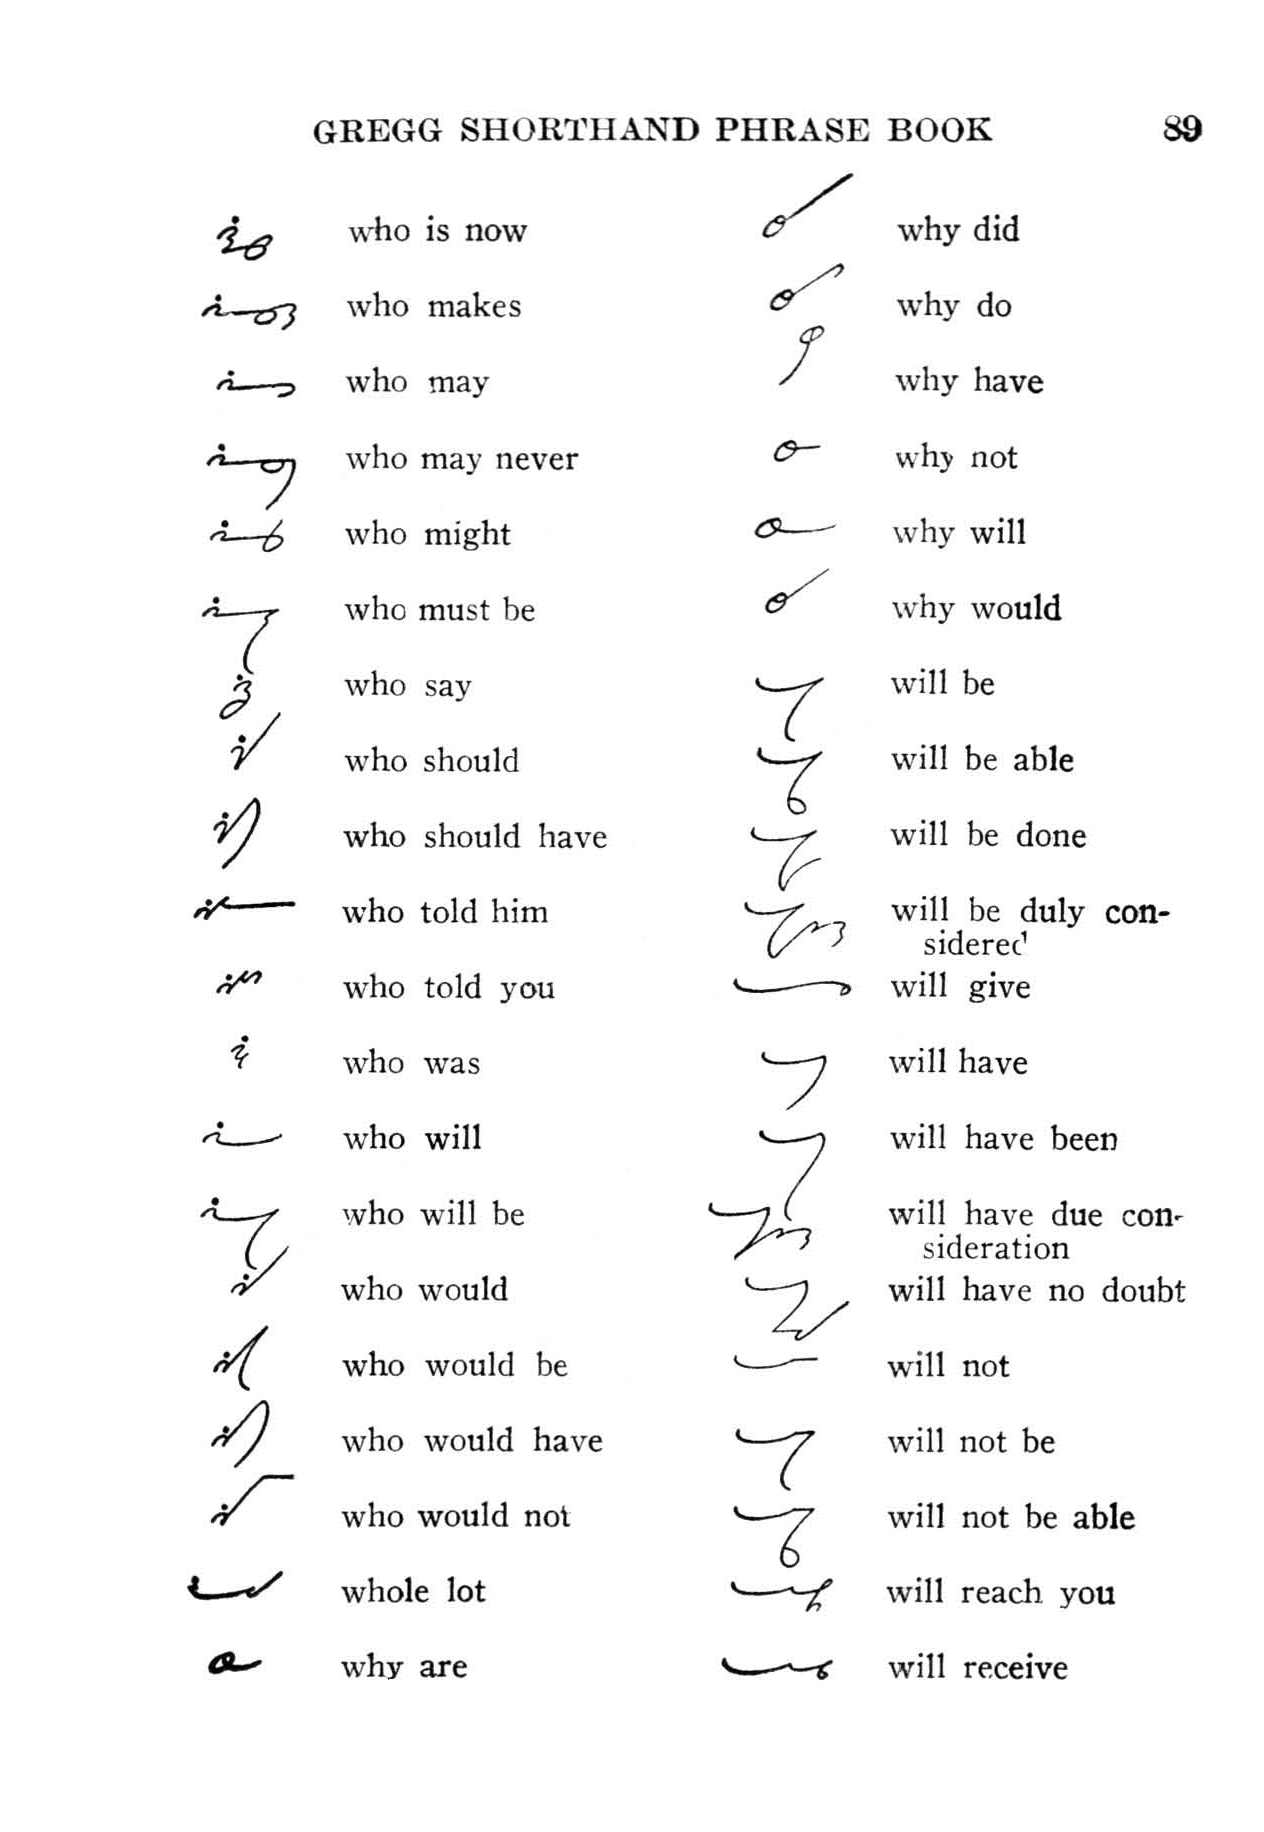 GREGG SHORTHAND PHRASE BOOK 89
who is now
who makes
who may
who may never
who might
who must be
who say
who should
who should have
who told him
who told you
who was
who will
who will be
who would
who would be
who would have
who would not
whole lot
why are
why did
why do
why have
why not
why will
why would
will be
will be able
will be done
will be duly con-
sidered
will give
will have
will have been
will have due con-
sideration
will have no doubt
will not
will not be
will not be able
will reach you
will receive